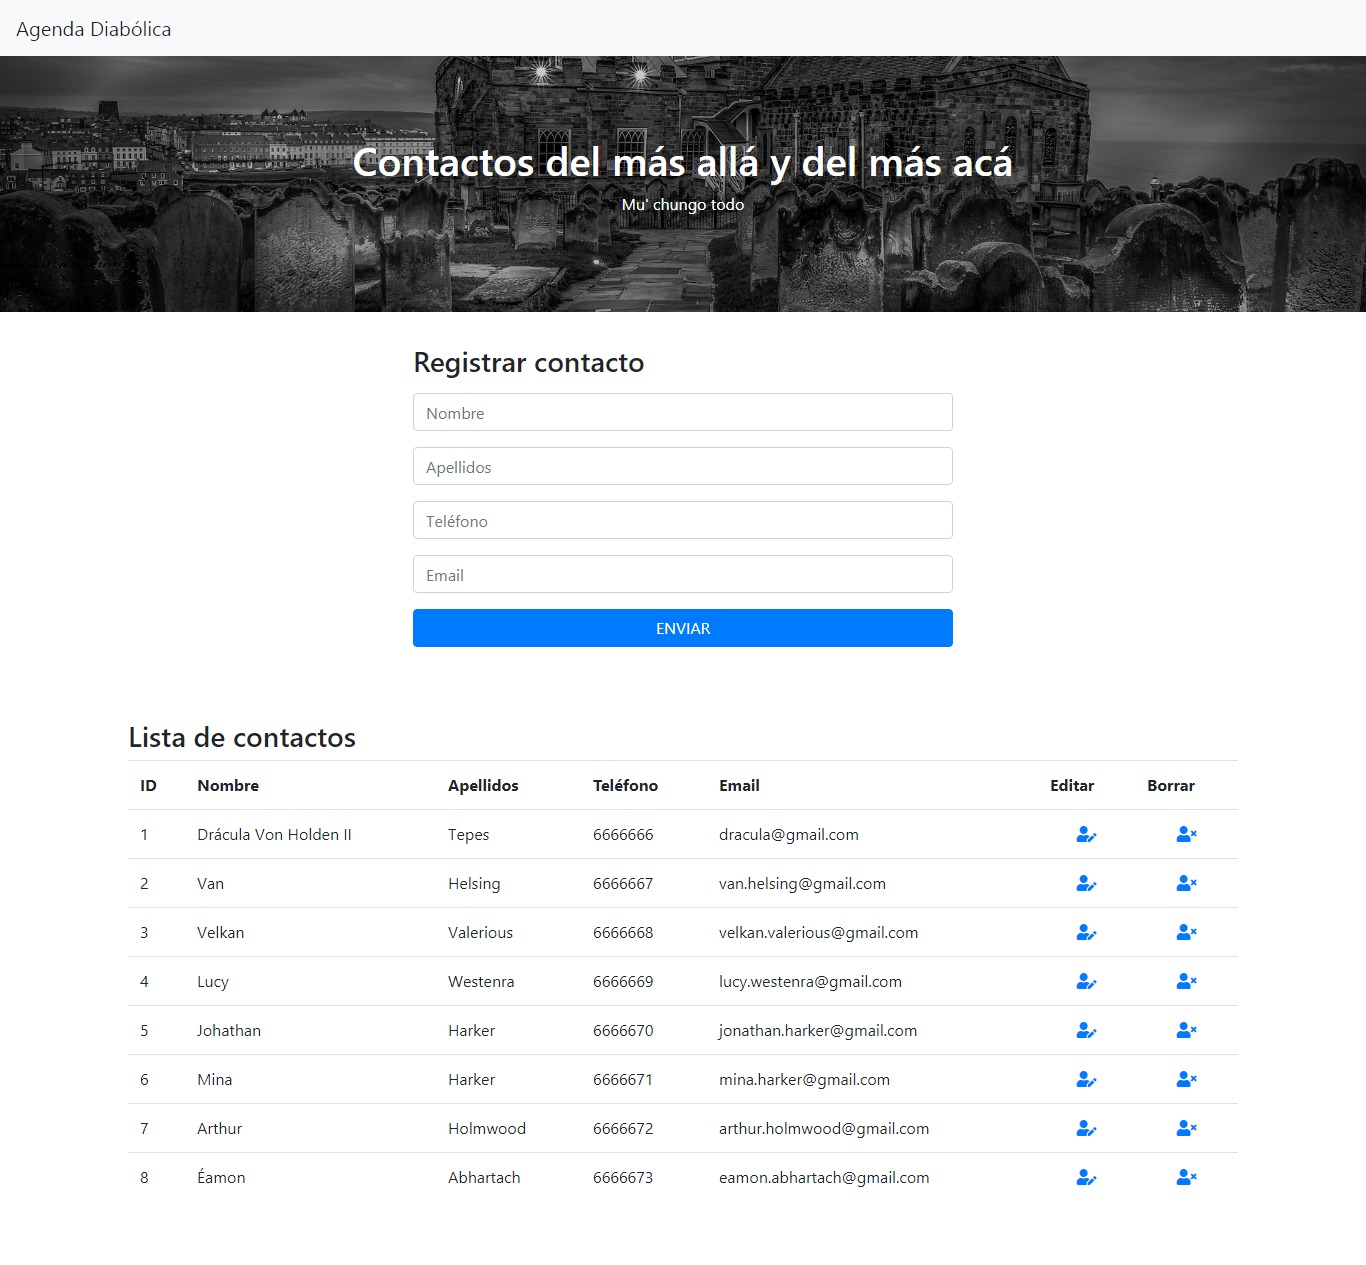 Agenda Diabólica
Contactos del más allá y del más acá
Mu' chungo todo
Registrar contacto
Nombre
Apellidos
Teléfono
Email
ENVIAR
Lista de contactos
ID Nombre Apellidos Teléfono Email Editar Borrar
1 Drácula Von Holden II Tepes 6666666 dracula@gmail.com
2 Van Helsing 6666667 van.helsing@gmail.com
3 Velkan Valerious 6666668 velkan.valerious@gmail.com
4 Lucy Westenra 6666669 lucy.westenra@gmail.com
5 Johathan Harker 6666670 jonathan.harker@gmail.com
6 Mina Harker 6666671 mina.harker@gmail.com
7 Arthur Holmwood 6666672 arthur.holmwood@gmail.com
8 Éamon Abhartach 6666673 eamon.abhartach@gmail.com